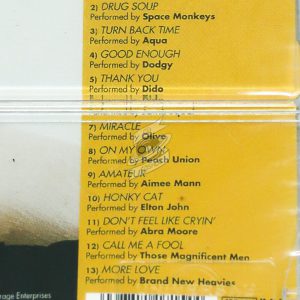 2) DRUG SOUP
Performed by Space Monkeys
3) TURN BACK TIME
Performed by Aqua
4) GOOD ENOUGH
Performed by Dodgy
5) THANK YOU
Performed by Dido
7) MIRACLE
Performed by Olive
8) ON MY OWN
Performed by Peach Union
9) AMATEUR
Performed by Aimee Mann
10) HONKY CAT
Performed by Elton John
11) DON'T FEEL LIKE CRYIN'
Performed by Abra Moore
12) CALL ME A FOOL
Performed by Those Magnificent Men
13) MORE LOVE
Performed by Brand New Heavies
Enterprises